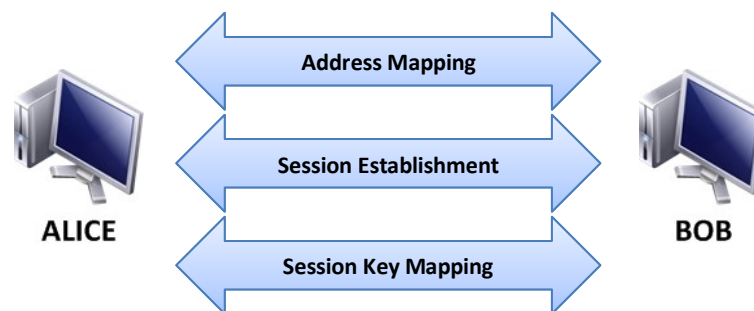 Address Mapping
Session Establishment
ALICE
BOB
Session Key Mapping